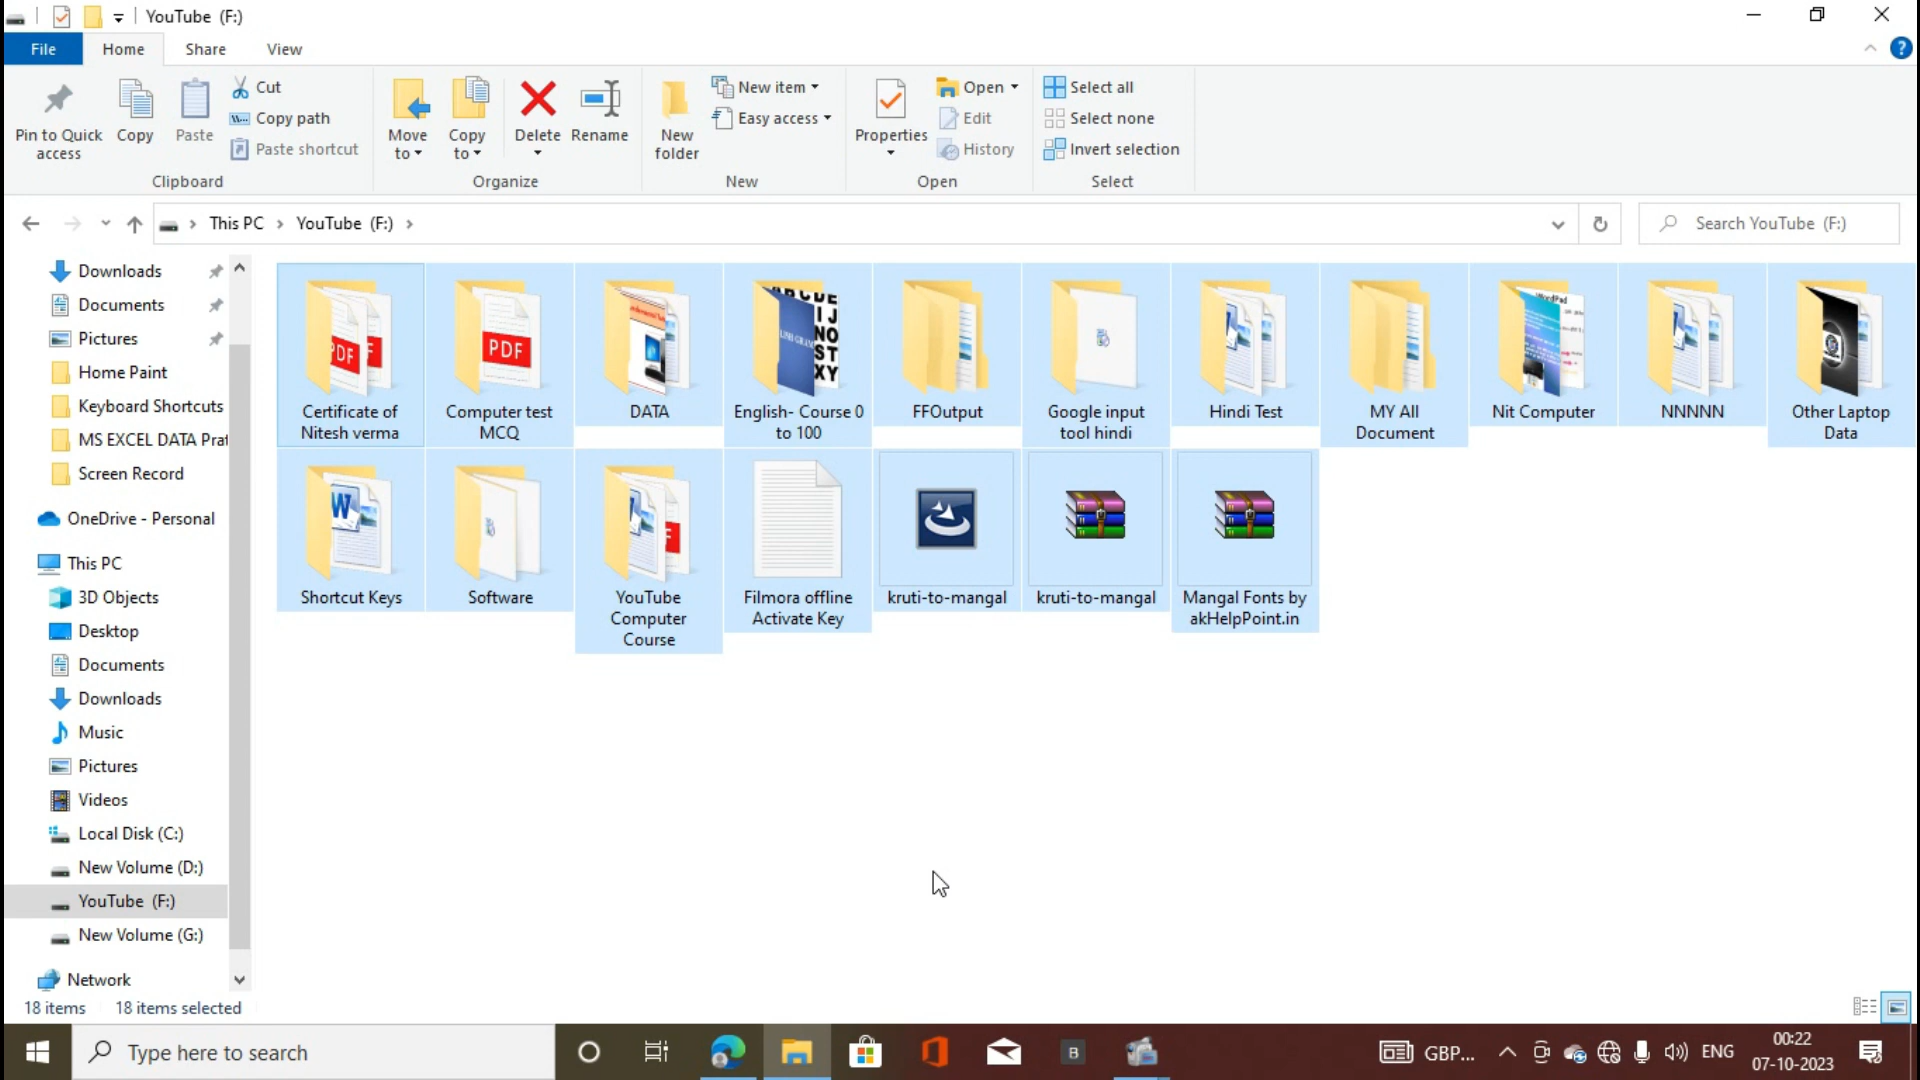 YouTube (F:)
File Home Share View
Pin to Quick access
Copy
Paste
Cut
Copy path
Paste shortcut
Clipboard
Move to
Copy to
Delete
Rename
Organize
New folder
New item
Easy access
New
Properties
Open
Edit
History
Open
Select all
Select none
Invert selection
Select
This PC YouTube (F:)
Search YouTube (F:)
Downloads
Documents
Pictures
Home Paint
Keyboard Shortcuts
MS EXCEL DATA Prat
Screen Record
OneDrive - Personal
This PC
3D Objects
Desktop
Documents
Downloads
Music
Pictures
Videos
Local Disk (C:)
New Volume (D:)
YouTube (F:)
New Volume (G:)
Network
PDF
Certificate of
Nitesh verma
PDF
Computer test
MCQ
DATA
English- Course 0
to 100
FFOutput
Google input
tool hindi
Hindi Test
MY All
Document
WordPad
Nit Computer
NNNNN
Other Laptop
Data
Shortcut Keys
Software
YouTube
Computer
Course
Filmora offline
Activate Key
kruti-to-mangal
kruti-to-mangal
Mangal Fonts by
akHelpPoint.in
18 items 18 items selected
Type here to search
B
GBP...
ENG
00:22
07-10-2023